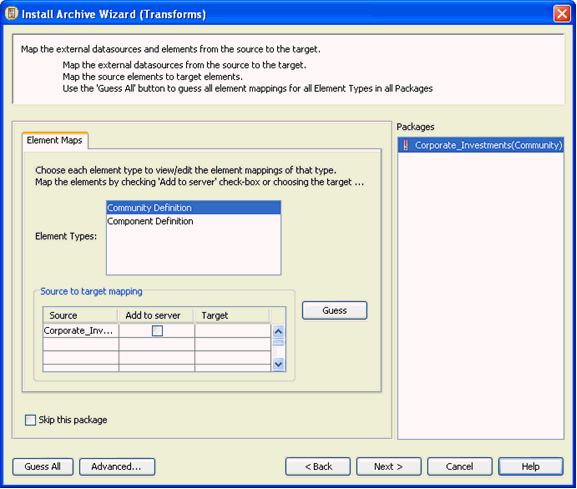 Install Archive Wizard (Transforms)
Map the external datasources and elements from the source to the target.
Map the external datasources from the source to the target.
Map the source elements to target elements.
Use the 'Guess All' button to guess all element mappings for all Element Types in all Packages
Element Maps
Choose each element type to view/edit the element mappings of that type.
Map the elements by checking 'Add to server' check-box or choosing the target ...
Element Types:
Community Definition
Component Definition
Source to target mapping
Source Add to server Target
Corporate_Inv...
Guess
Skip this package
Packages
Corporate_Investments(Community)
Guess All Advanced... < Back Next > Cancel Help